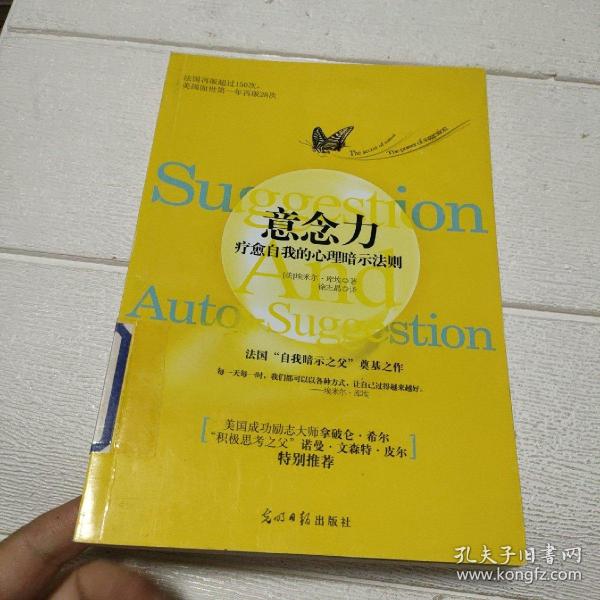 法国再版超过150次,
美国面世第一年再版28次
The secret of mind
The power of suggestion
Suggestion
And
Auto-Suggestion
意念力
疗愈自我的心理暗示法则
[法]埃米尔·库埃◎著
徐志晶◎译
法国“自我暗示之父”奠基之作
每一天每一时,我们都可以以各种方式,让自己过得越来越好。
——埃米尔·库埃
美国成功励志大师拿破仑·希尔
“积极思考之父”诺曼·文森特·皮尔
特别推荐
光明日报出版社
孔夫子旧书网
www.kongfz.com